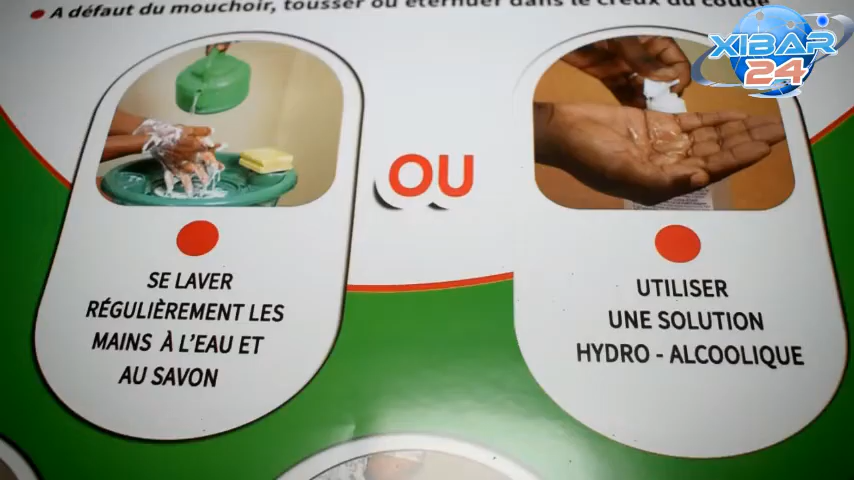 A défaut du mouchoir, tousser ou éternuer dans le creux du coude
XIBAR
24
OU
SE LAVER
RÉGULIÈREMENT LES
MAINS À L'EAU ET
AU SAVON
UTILISER
UNE SOLUTION
HYDRO - ALCOOLIQUE